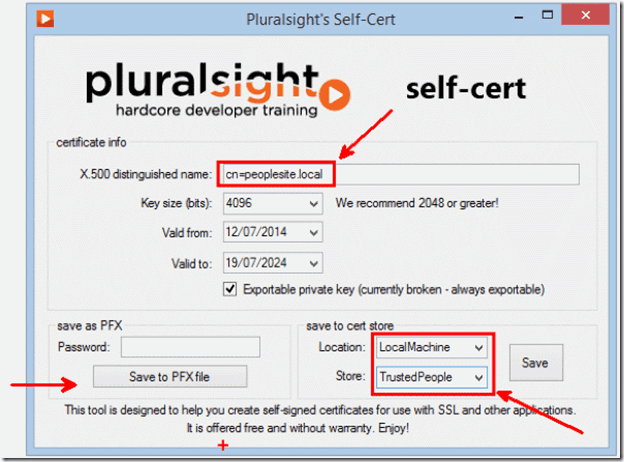 Pluralsight's Self-Cert
pluralsight
hardcore developer training
self-cert
certificate info
X.500 distinguished name: cn=peoplesite.local
Key size (bits): 4096 We recommend 2048 or greater!
Vald from: 12/07/2014
Valid to: 19/07/2024
Exportable private key (currently broken - always exportable)
save as PFX
Password:
Save to PFX file
save to cert store
Location: LocalMachine
Store: TrustedPeople
Save
This tool is designed to help you create self-signed certificates for use with SSL and other applications.
It is offered free and without warranty. Enjoy!